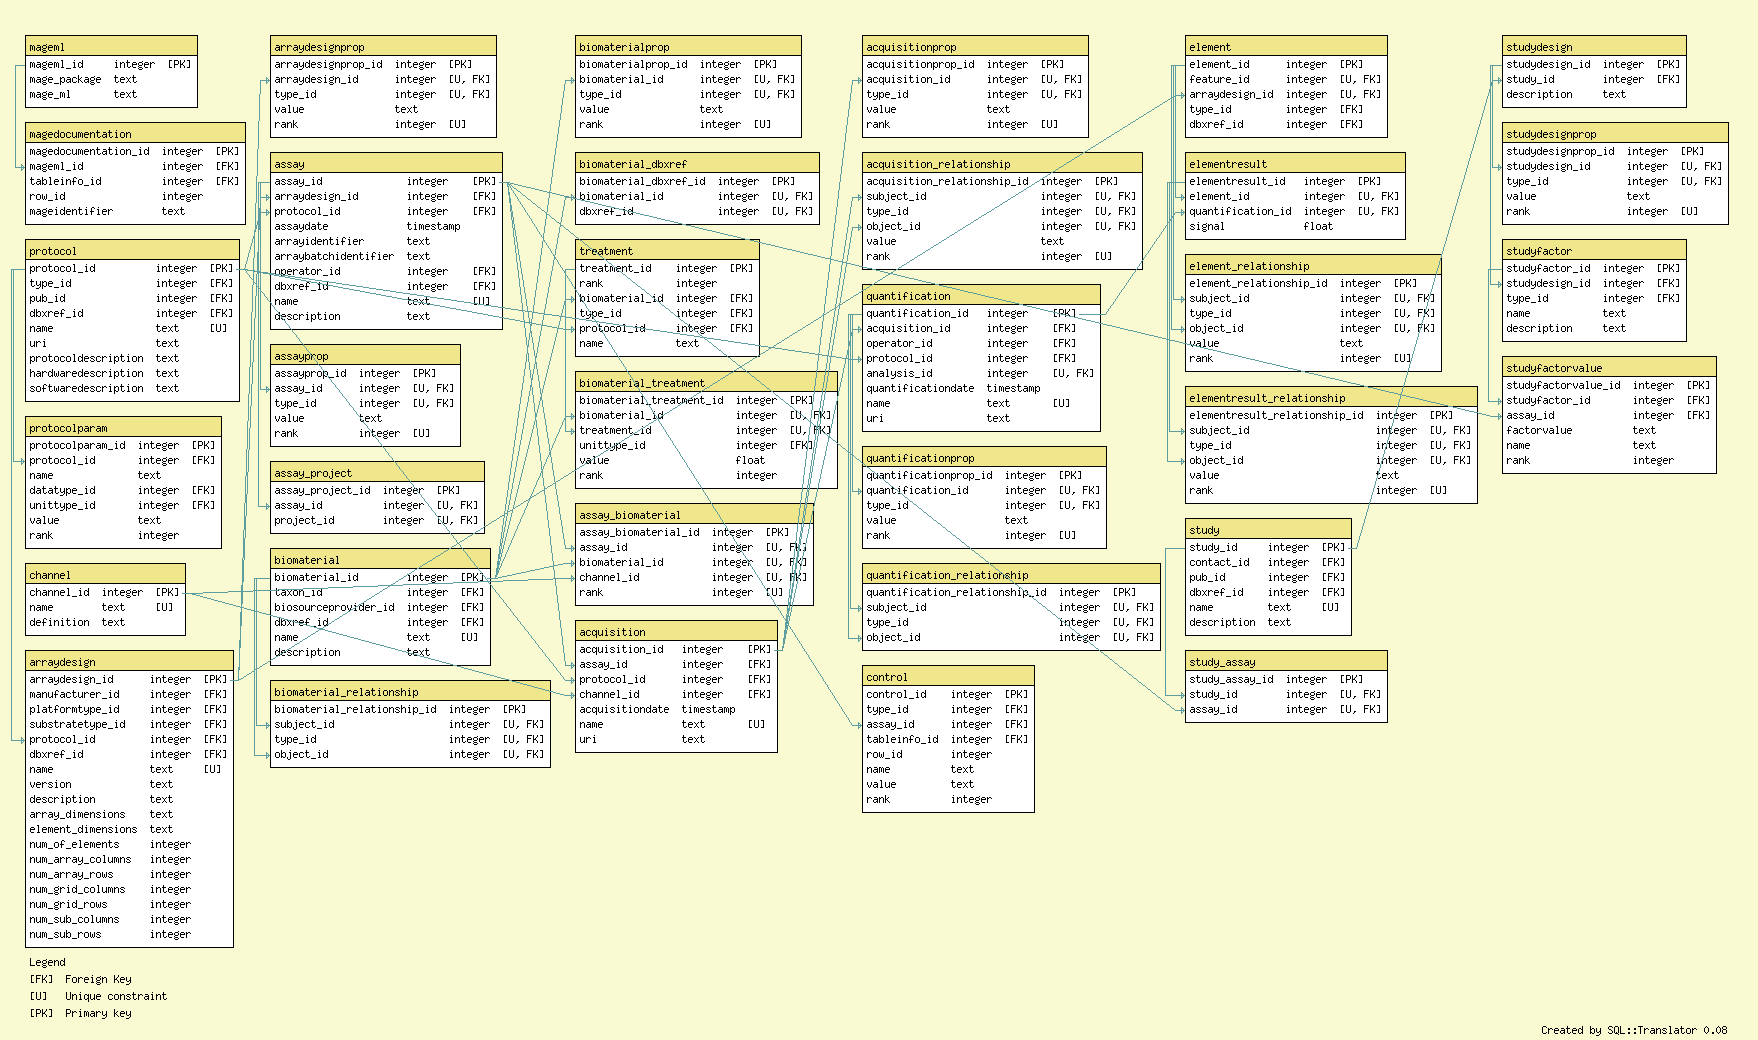 mageml
mageml_id integer [PK]
mage_package text
mage_ml text
magedocumentation
magedocumentation_id integer [PK]
mageml_id integer [FK]
tableinfo_id integer [FK]
row_id integer
mageidentifier text
protocol
protocol_id integer [PK]
type_id integer [FK]
pub_id integer [FK]
dbxref_id integer [FK]
name text [U]
uri text
protocoldescription text
hardwaredescription text
softwaredescription text
protocolparam
protocolparam_id integer [PK]
protocol_id integer [FK]
name text
datatype_id integer [FK]
unittype_id integer [FK]
value text
rank integer
channel
channel_id integer [PK]
name text [U]
definition text
arraydesign
arraydesign_id integer [PK]
manufacturer_id integer [FK]
platformtype_id integer [FK]
substratetype_id integer [FK]
protocol_id integer [FK]
dbxref_id integer [FK]
name text [U]
version text
description text
array_dimensions text
element_dimensions text
num_of_elements integer
num_array_columns integer
num_array_rows integer
num_grid_columns integer
num_grid_rows integer
num_sub_columns integer
num_sub_rows integer
Legend
[FK] Foreign Key
[U] Unique constraint
[PK] Primary key
arraydesignprop
arraydesignprop_id integer [PK]
arraydesign_id integer [U, FK]
type_id integer [U, FK]
value text
rank integer [U]
assay
assay_id integer [PK]
arraydesign_id integer [FK]
protocol_id integer [FK]
assaydate timestamp
arrayidentifier text
arraybatchidentifier text
operator_id integer [FK]
dbxref_id integer [FK]
name text [U]
description text
assayprop
assayprop_id integer [PK]
assay_id integer [U, FK]
type_id integer [U, FK]
value text
rank integer [U]
assay_project
assay_project_id integer [PK]
assay_id integer [U, FK]
project_id integer [U, FK]
biomaterial
biomaterial_id integer [PK]
taxon_id integer [FK]
biosourceprovider_id integer [FK]
dbxref_id integer [FK]
name text [U]
description text
biomaterial_relationship
biomaterial_relationship_id integer [PK]
subject_id integer [U, FK]
type_id integer [U, FK]
object_id integer [U, FK]
biomaterialprop
biomaterialprop_id integer [PK]
biomaterial_id integer [U, FK]
type_id integer [U, FK]
value text
rank integer [U]
biomaterial_dbxref
biomaterial_dbxref_id integer [PK]
biomaterial_id integer [U, FK]
dbxref_id integer [U, FK]
treatment
treatment_id integer [PK]
rank integer
biomaterial_id integer [FK]
type_id integer [FK]
protocol_id integer [FK]
name text
biomaterial_treatment
biomaterial_treatment_id integer [PK]
biomaterial_id integer [U, FK]
treatment_id integer [U, FK]
unittype_id integer [FK]
value float
rank integer
assay_biomaterial
assay_biomaterial_id integer [PK]
assay_id integer [U, FK]
biomaterial_id integer [U, FK]
channel_id integer [U, FK]
rank integer [U]
acquisition
acquisition_id integer [PK]
assay_id integer [FK]
protocol_id integer [FK]
channel_id integer [FK]
acquisitiondate timestamp
name text [U]
uri text
acquisitionprop
acquisitionprop_id integer [PK]
acquisition_id integer [U, FK]
type_id integer [U, FK]
value text
rank integer [U]
acquisition_relationship
acquisition_relationship_id integer [PK]
subject_id integer [U, FK]
type_id integer [U, FK]
object_id integer [U, FK]
value text
rank integer [U]
quantification
quantification_id integer [PK]
acquisition_id integer [FK]
operator_id integer [FK]
protocol_id integer [FK]
analysis_id integer [U, FK]
quantificationdate timestamp
name text [U]
uri text
quantificationprop
quantificationprop_id integer [PK]
quantification_id integer [U, FK]
type_id integer [U, FK]
value text
rank integer [U]
quantification_relationship
quantification_relationship_id integer [PK]
subject_id integer [U, FK]
type_id integer [U, FK]
object_id integer [U, FK]
control
control_id integer [PK]
type_id integer [FK]
assay_id integer [FK]
tableinfo_id integer [FK]
row_id integer
name text
value text
rank integer
element
element_id integer [PK]
feature_id integer [U, FK]
arraydesign_id integer [U, FK]
type_id integer [FK]
dbxref_id integer [FK]
elementresult
elementresult_id integer [PK]
element_id integer [U, FK]
quantification_id integer [U, FK]
signal float
element_relationship
element_relationship_id integer [PK]
subject_id integer [U, FK]
type_id integer [U, FK]
object_id integer [U, FK]
value text
rank integer [U]
elementresult_relationship
elementresult_relationship_id integer [PK]
subject_id integer [U, FK]
type_id integer [U, FK]
object_id integer [U, FK]
value text
rank integer [U]
study
study_id integer [PK]
contact_id integer [FK]
pub_id integer [FK]
dbxref_id integer [FK]
name text [U]
description text
study_assay
study_assay_id integer [PK]
study_id integer [U, FK]
assay_id integer [U, FK]
studydesign
studydesign_id integer [PK]
study_id integer [FK]
description text
studydesignprop
studydesignprop_id integer [PK]
studydesign_id integer [U, FK]
type_id integer [U, FK]
value text
rank integer [U]
studyfactor
studyfactor_id integer [PK]
studydesign_id integer [FK]
type_id integer [FK]
name text
description text
studyfactorvalue
studyfactorvalue_id integer [PK]
studyfactor_id integer [FK]
assay_id integer [FK]
factorvalue text
name text
rank integer
Created by SQL::Translator 0.08